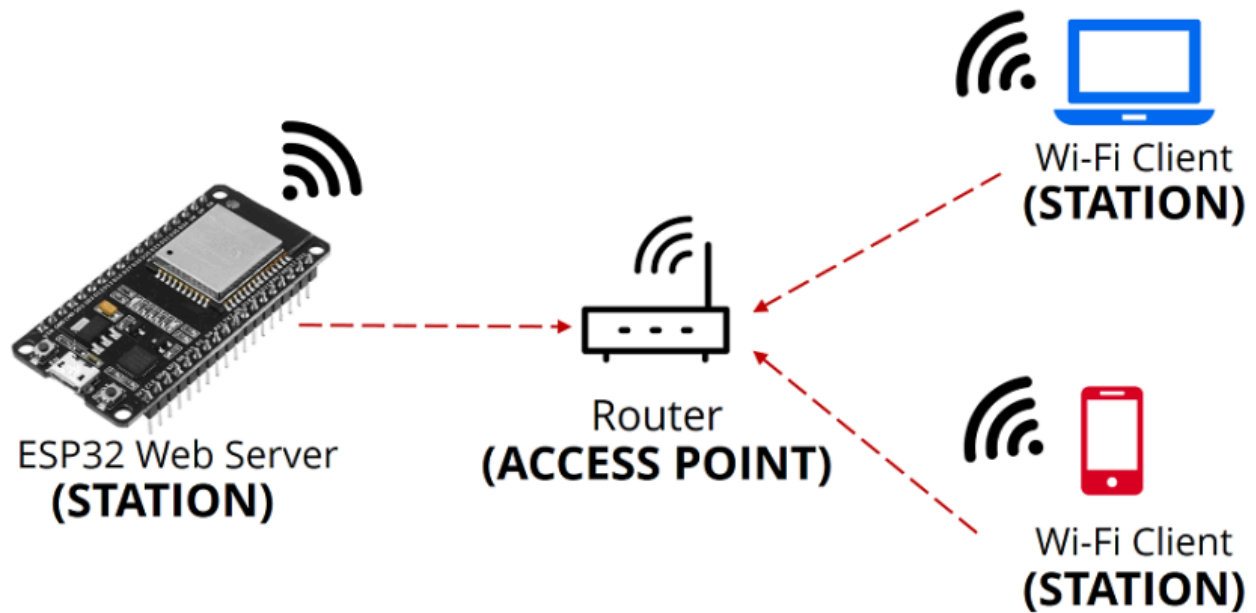 Wi-Fi Client
(STATION)
ESP32 Web Server
(STATION)
Router
(ACCESS POINT)
Wi-Fi Client
(STATION)